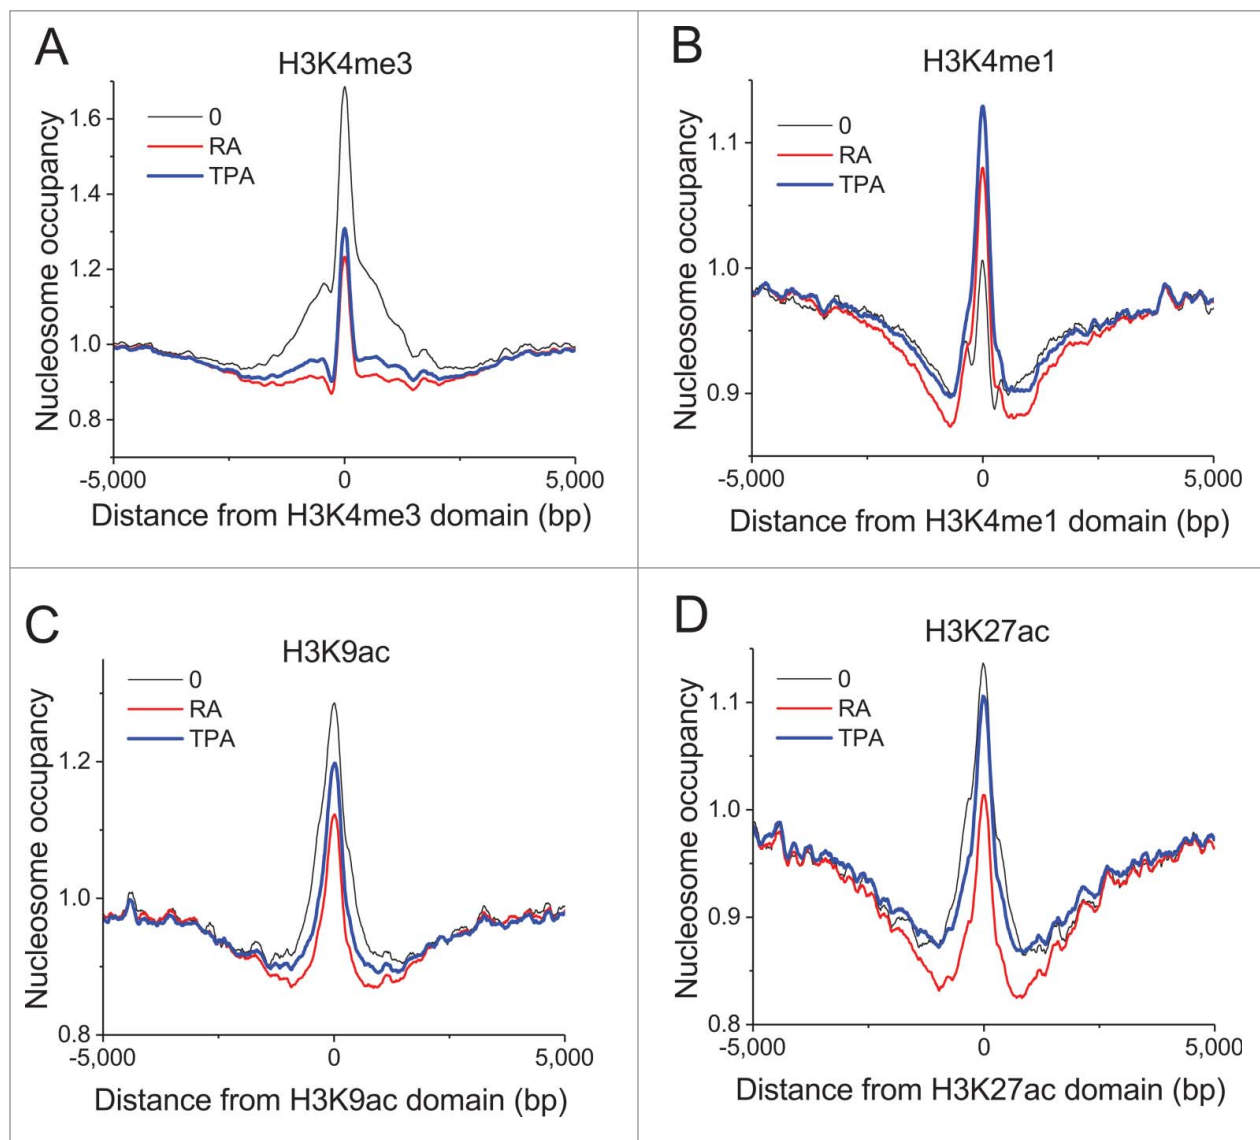 A
H3K4me3
0
RA
TPA
Nucleosome occupancy
1.6
1.4
1.2
1.0
0.8
-5,000
0
5,000
Distance from H3K4me3 domain (bp)
B
H3K4me1
0
RA
TPA
Nucleosome occupancy
1.1
1.0
0.9
-5,000
0
5,000
Distance from H3K4me1 domain (bp)
C
H3K9ac
0
RA
TPA
Nucleosome occupancy
1.2
1.0
0.8
-5,000
0
5,000
Distance from H3K9ac domain (bp)
D
H3K27ac
0
RA
TPA
Nucleosome occupancy
1.1
1.0
0.9
0.8
-5,000
0
5,000
Distance from H3K27ac domain (bp)